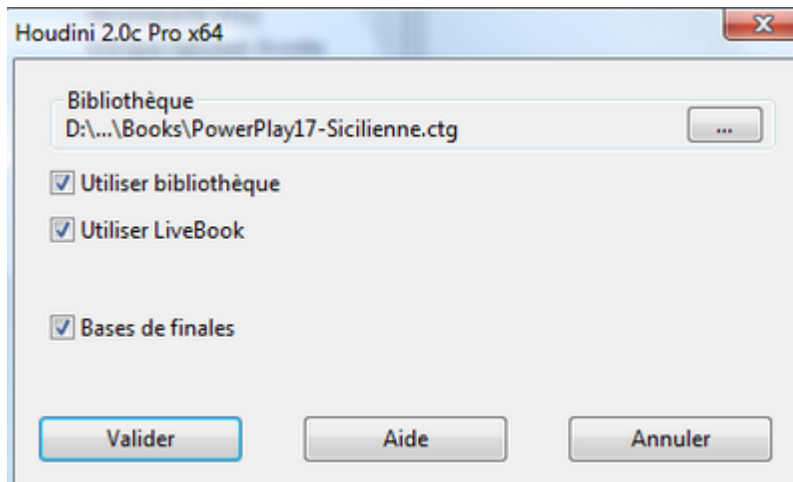 Houdini 2.0c Pro x64
Bibliothèque
D:\...\Books\PowerPlay17-Sicilienne.ctg
...
Utiliser bibliothèque
Utiliser LiveBook
Bases de finales
Valider Aide Annuler